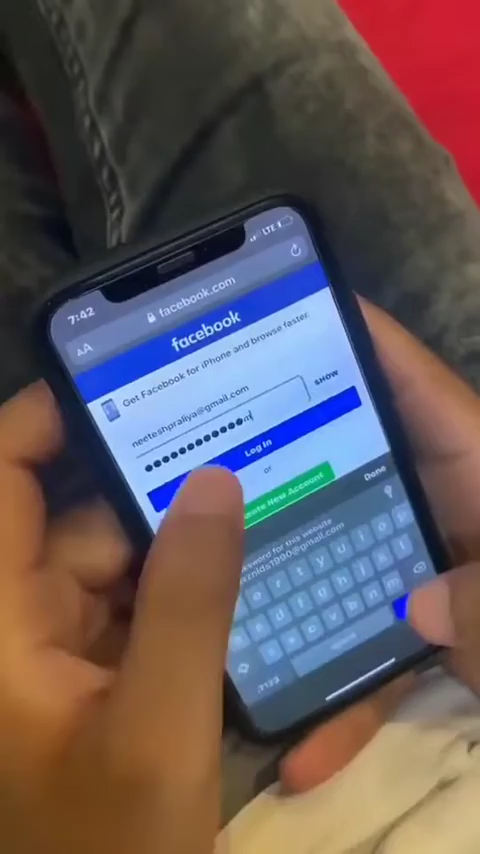 7:42
LTE
AA
facebook.com
facebook
Get Facebook for iPhone and browse faster.
neeteshpraliya@gmail.com
SHOW
●●●●●●●●●●●m
Log In
or
Create New Account
Done
password for this website
e r t y u i o p
d f g h j k l
z x c v b n m
.?123